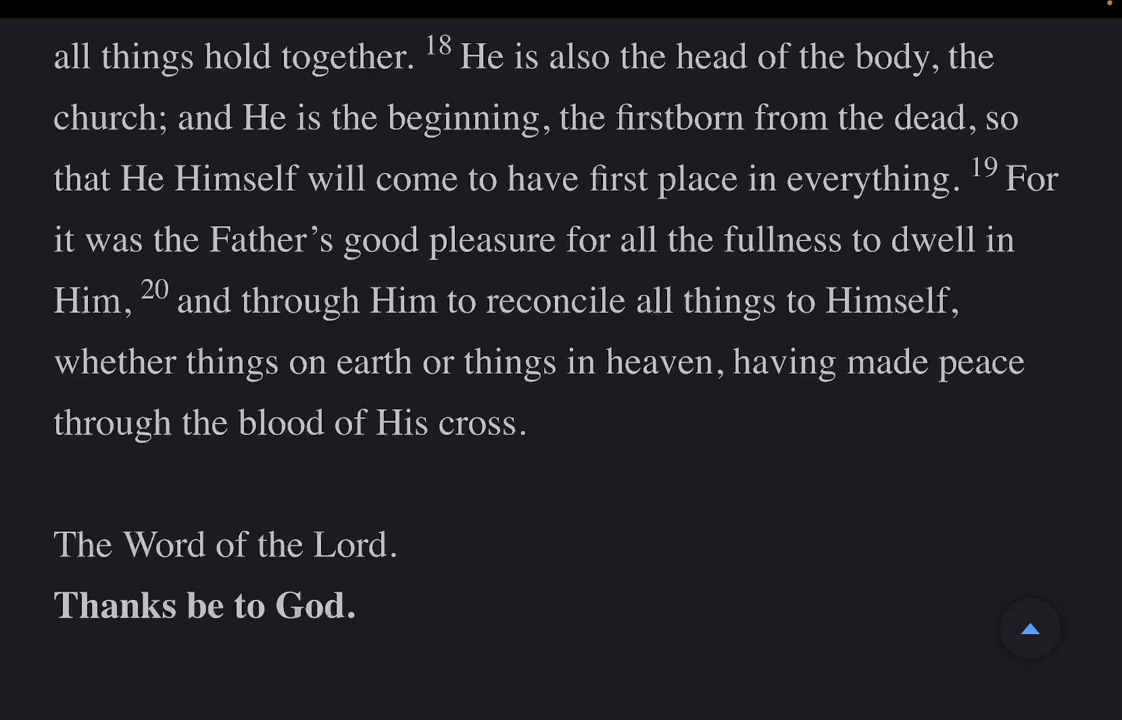 all things hold together. 18 He is also the head of the body, the
church; and He is the beginning, the firstborn from the dead, so
that He Himself will come to have first place in everything. 19 For
it was the Father’s good pleasure for all the fullness to dwell in
Him, 20 and through Him to reconcile all things to Himself,
whether things on earth or things in heaven, having made peace
through the blood of His cross.
The Word of the Lord.
Thanks be to God.